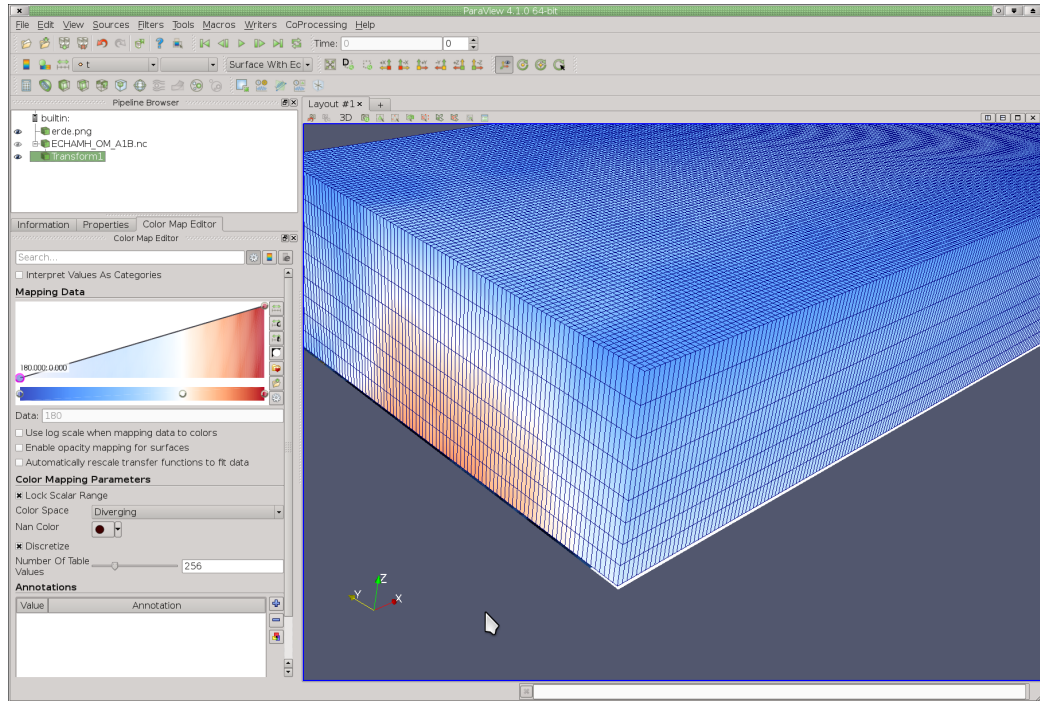 ParaView 4.1.0 64-bit
File Edit View Sources Filters Tools Macros Writers CoProcessing Help
Time: 0 0
t Surface With Ec
Pipeline Browser
Layout #1
builtin:
3D
erde.png
ECHAMH_OM_A1B.nc
Transform1
Information Properties Color Map Editor
Color Map Editor
Search...
Interpret Values As Categories
Mapping Data
180.000; 0.000
Data: 180
Use log scale when mapping data to colors
Enable opacity mapping for surfaces
Automatically rescale transfer functions to fit data
Color Mapping Parameters
Lock Scalar Range
Color Space Diverging
Nan Color
Discretize
Number Of Table Values 256
Annotations
Value Annotation
Z
Y
X